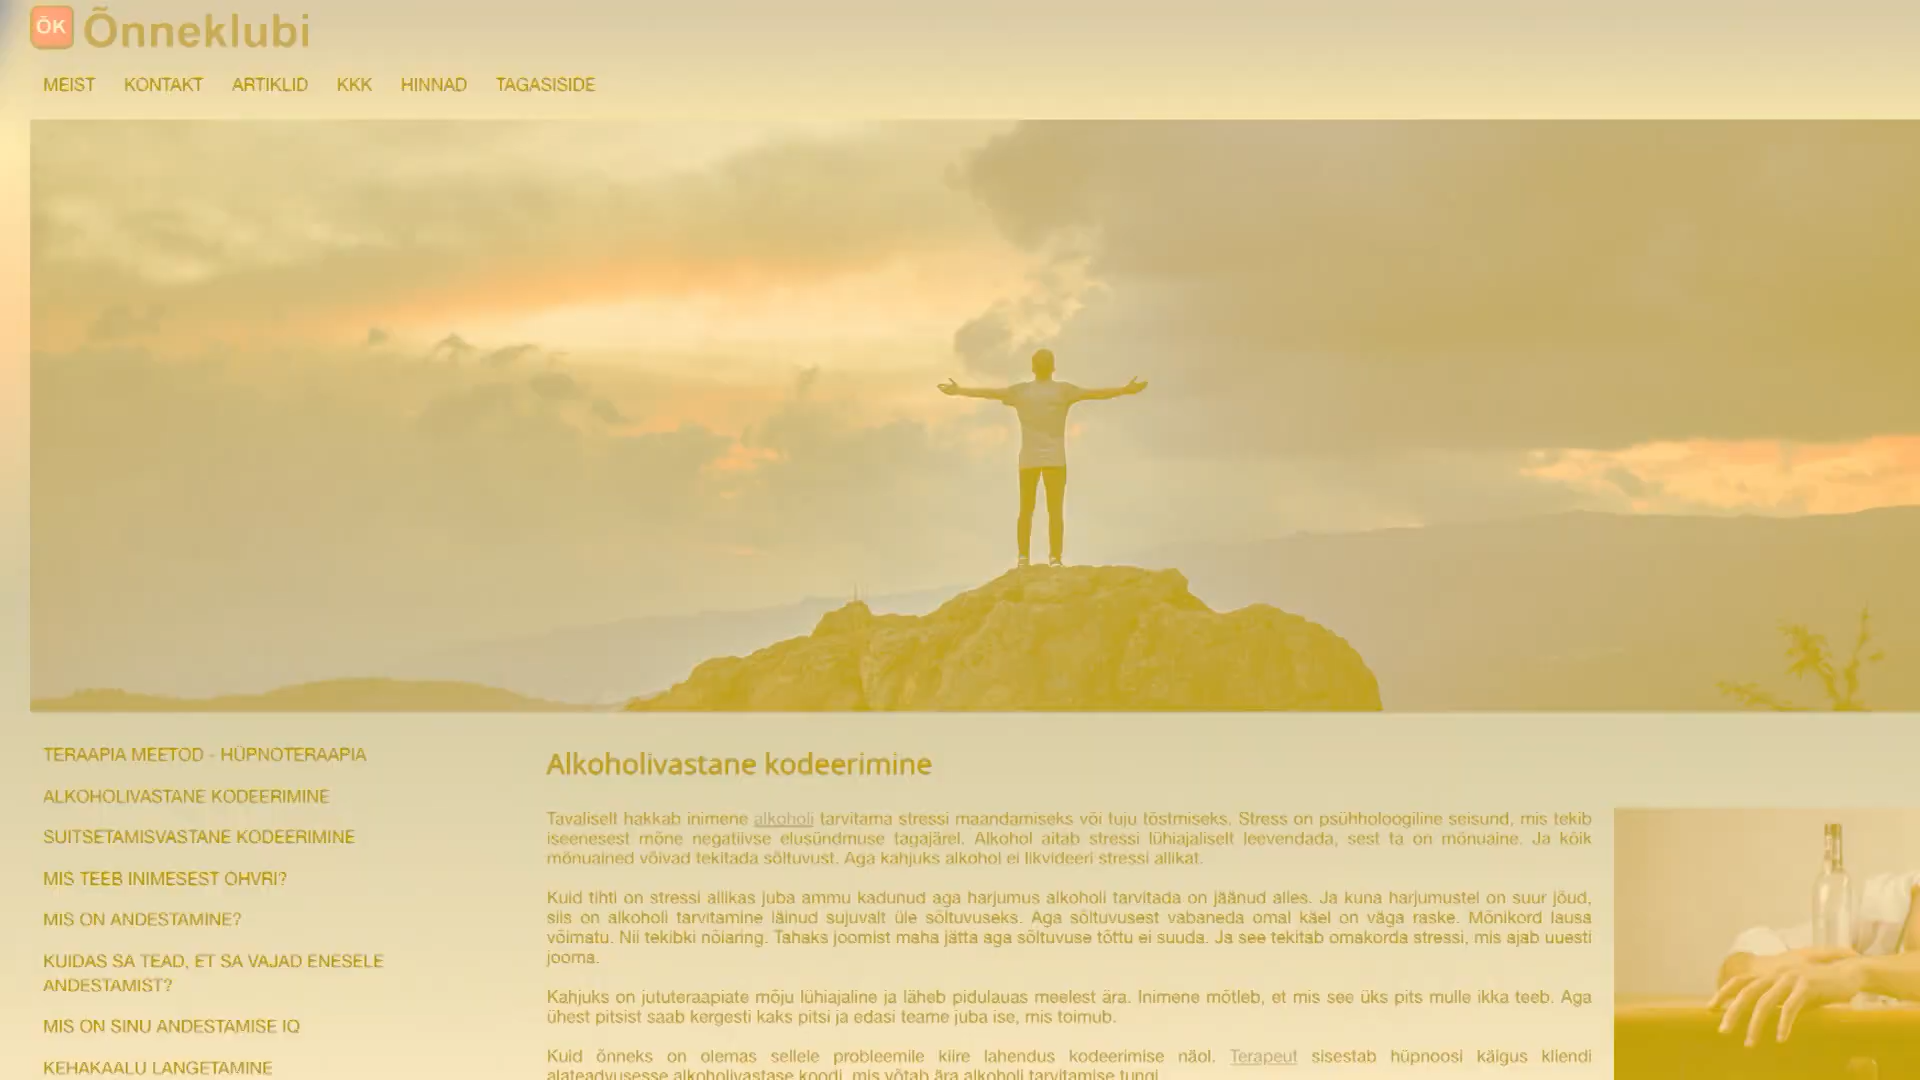 ÕK Õnneklubi
MEIST KONTAKT ARTIKLID KKK HINNAD TAGASISIDE
TERAAPIA METOD - HÜPNOTERAAPIA
ALKOHOLIVASTANE KODEERIMINE
SUITSETAMISVASTANE KODEERIMINE
MIS TEEB INIMESEST OHVRI?
MIS ON ANDESTAMINE?
KUIDAS SA TEAD, ET SA VAJAD ENESELE
ANDESTAMIST?
MIS ON SINU ANDESTAMISE IQ
KEHAKAALU LANGETAMINE
Alkoholivastane kodeerimine
Tavaliselt hakkab inimene alkoholi tarvitama stressi maandamiseks või tuju tõstmiseks. Stress on psühholoogiline seisund, mis tekib
iseenesest mõne negatiivse elusündmuse tagajärel. Alkohol aitab stressi lühiajaliselt leevendada, sest ta on mõnuaine. Ja kõik
mõnuained võivad tekitada sõltuvust. Aga kahjuks alkohol ei likvideeri stressi allikat.
Kuid tihti on stressi allikas juba ammu kadunud aga harjumus alkoholi tarvitada on jäänud alles. Ja kuna harjumustel on suur jõud,
siis on alkoholi tarvitamine läinud sujuvalt üle sõltuvuseks. Aga sõltuvusest vabaneda omal käel on väga raske. Mõnikord lausa
võimatu. Nii tekibki nõiaring. Tahaks joomist maha jätta aga sõltuvuse tõttu ei suuda. Ja see tekitab omakorda stressi, mis ajab uuesti
jooma.
Kahjuks on jututeraapiate mõju lühiajaline ja läheb pidulauas meelest ära. Inimene mõtleb, et mis see üks pits mulle ikka teeb. Aga
ühest pitsist saab kergesti kaks pitsi ja edasi teame juba ise, mis toimub.
Kuid õnneks on olemas sellele probleemile kiire lahendus kodeerimise näol. Terapeut sisestab hüpnoosi käigus kliendi
alateadvusesse alkoholivastase koodi, mis võtab ära alkoholi tarvitamise tungi.